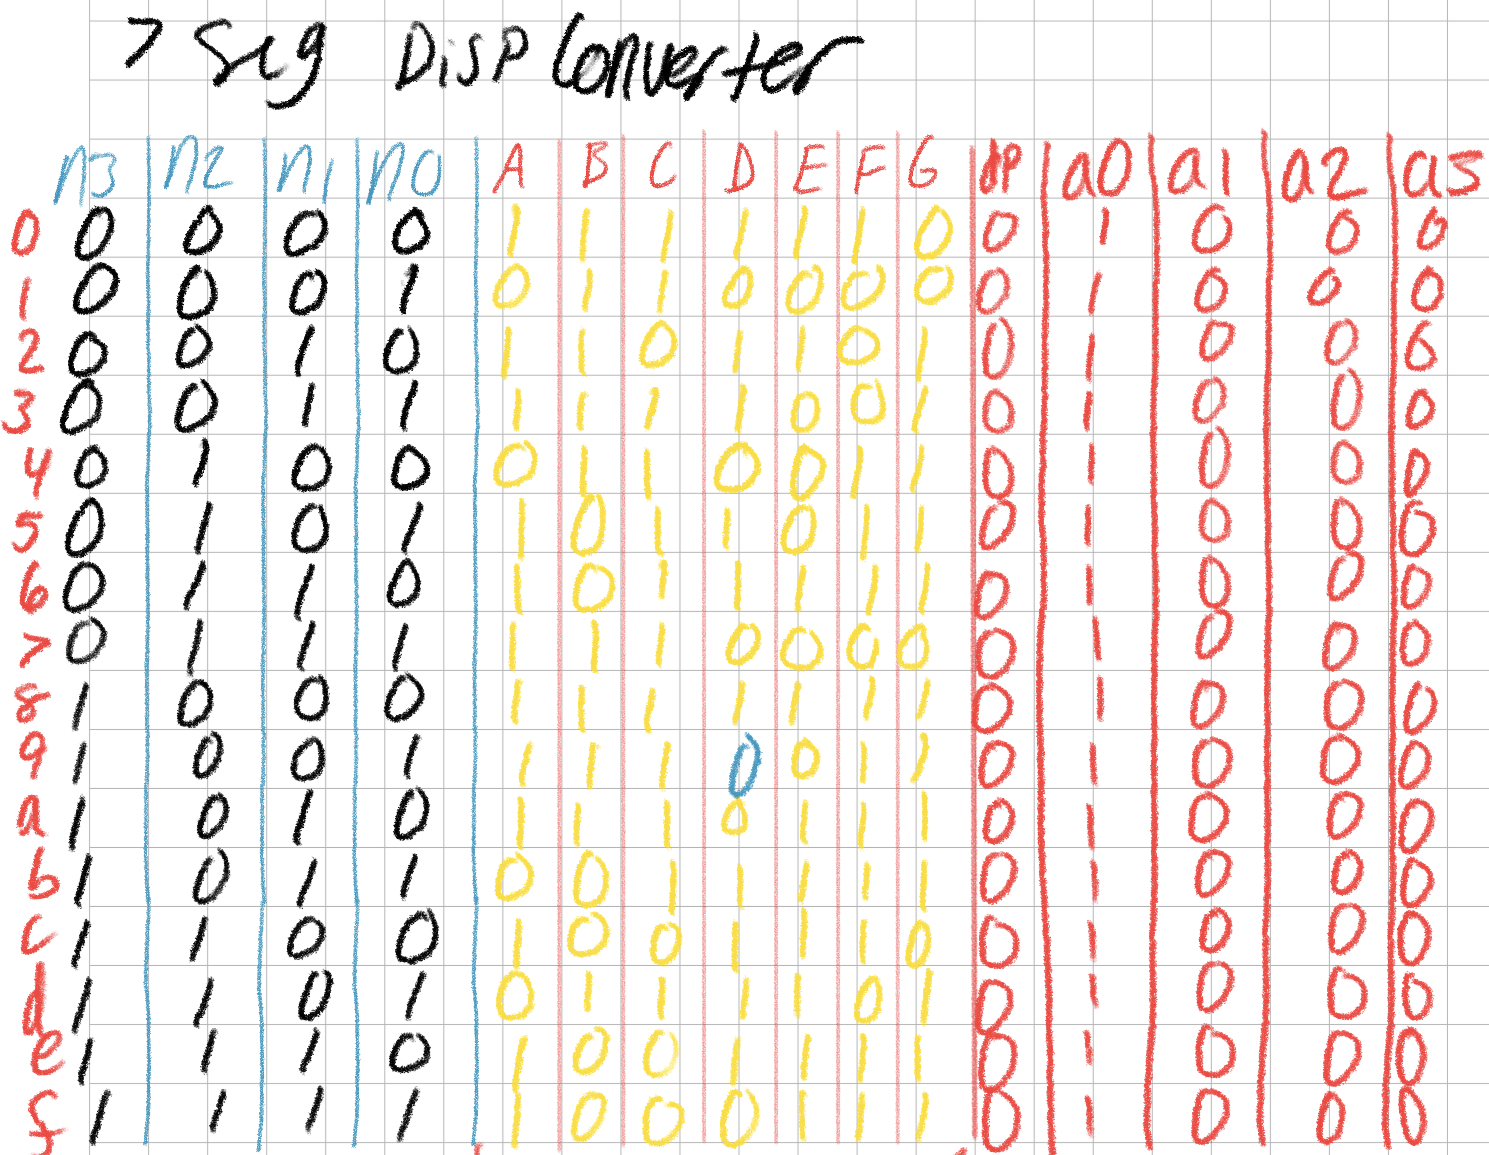 7 Seg Disp Converter
n3 n2 n1 n0 A B C D E F G dp a0 a1 a2 a3
0 0 0 0 0 1 1 1 1 1 1 0 0 1 0 0 0
1 0 0 0 1 0 1 1 0 0 0 0 0 1 0 0 0
2 0 0 1 0 1 1 0 1 1 0 1 0 1 0 0 0
3 0 0 1 1 1 1 1 1 0 0 1 0 1 0 0 0
4 0 1 0 0 0 1 1 0 0 1 1 0 1 0 0 0
5 0 1 0 1 1 0 1 1 0 1 1 0 1 0 0 0
6 0 1 1 0 1 0 1 1 1 1 1 0 1 0 0 0
7 0 1 1 1 1 1 1 0 0 0 0 0 1 0 0 0
8 1 0 0 0 1 1 1 1 1 1 1 0 1 0 0 0
9 1 0 0 1 1 1 1 0 0 1 1 0 1 0 0 0
a 1 0 1 0 1 1 1 0 1 1 1 0 1 0 0 0
b 1 0 1 1 0 0 1 1 1 1 1 0 1 0 0 0
c 1 1 0 0 1 0 0 1 1 1 0 0 1 0 0 0
d 1 1 0 1 0 1 1 1 1 0 1 0 1 0 0 0
e 1 1 1 0 1 0 0 1 1 1 1 0 1 0 0 0
f 1 1 1 1 1 0 0 0 1 1 1 0 1 0 0 0